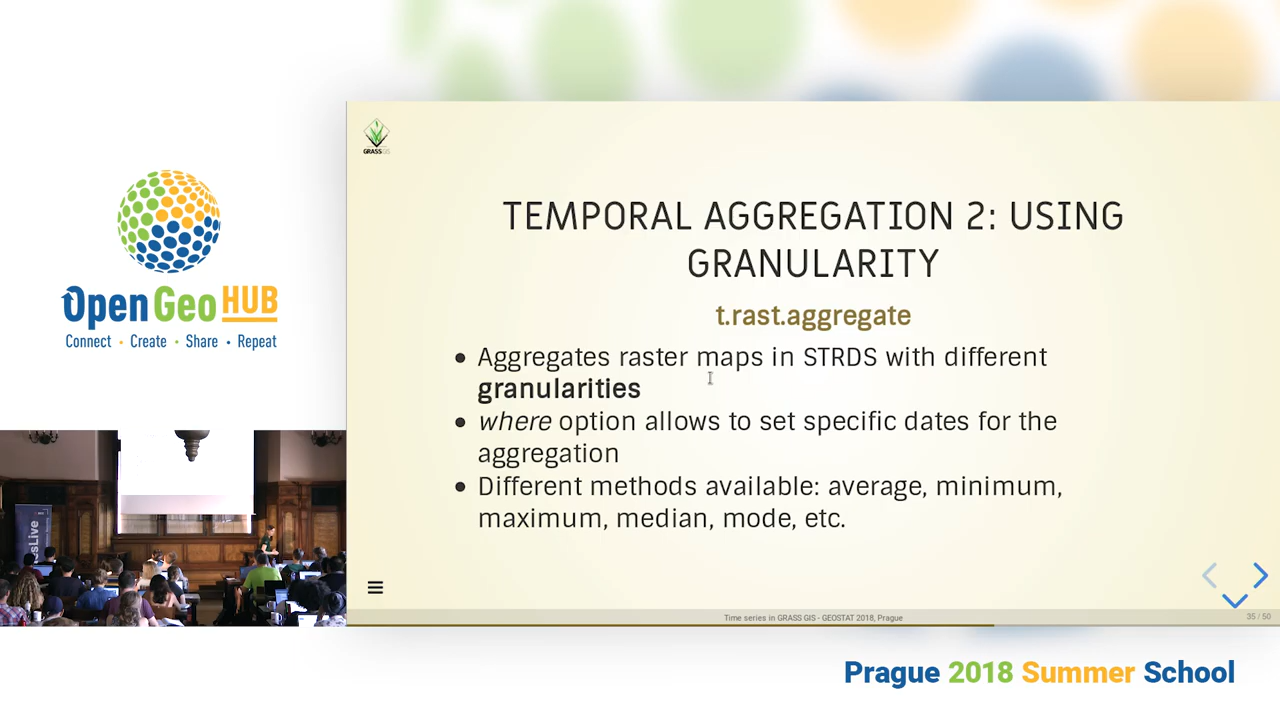 Open Geo HUB
Connect • Create • Share • Repeat
GRASS GIS
TEMPORAL AGGREGATION 2: USING
GRANULARITY
t.rast.aggregate
• Aggregates raster maps in STRDS with different
granularities
• where option allows to set specific dates for the
aggregation
• Different methods available: average, minimum,
maximum, median, mode, etc.
Time series in GRASS GIS - GEOSTAT 2018, Prague
35 / 50
Prague 2018 Summer School